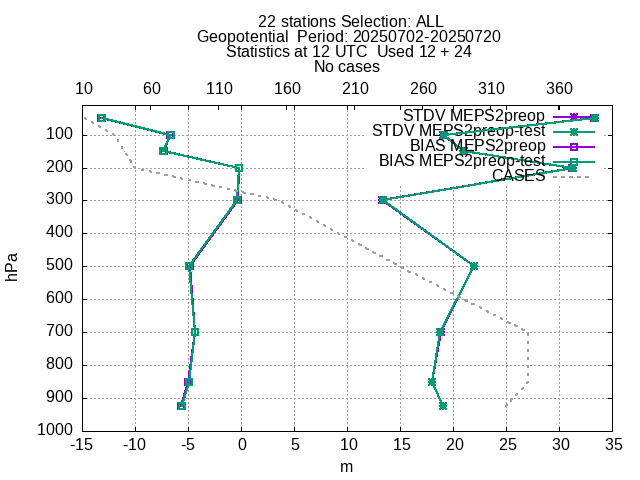 22 stations Selection: ALL
Geopotential  Period: 20250702-20250720
Statistics at 12 UTC  Used 12 + 24
No cases
10 60 110 160 210 260 310 360
STDV MEPS2preop
STDV MEPS2preop-test
BIAS MEPS2preop
BIAS MEPS2preop-test
CASES
100
200
300
400
500
600
700
800
900
1000
hPa
-15 -10 -5 0 5 10 15 20 25 30 35
m